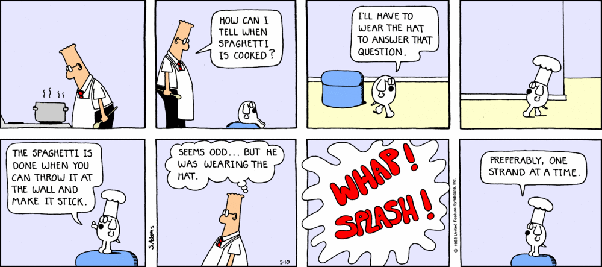 HOW CAN I
TELL WHEN
SPAGHETTI
IS COOKED?
I'LL HAVE TO
WEAR THE HAT
TO ANSWER THAT
QUESTION.
THE SPAGHETTI IS
DONE WHEN YOU
CAN THROW IT AT
THE WALL AND
MAKE IT STICK.
SEEMS ODD... BUT HE
WAS WEARING THE
HAT.
WHAP!
SPLASH!
PREFERABLY, ONE
STRAND AT A TIME.